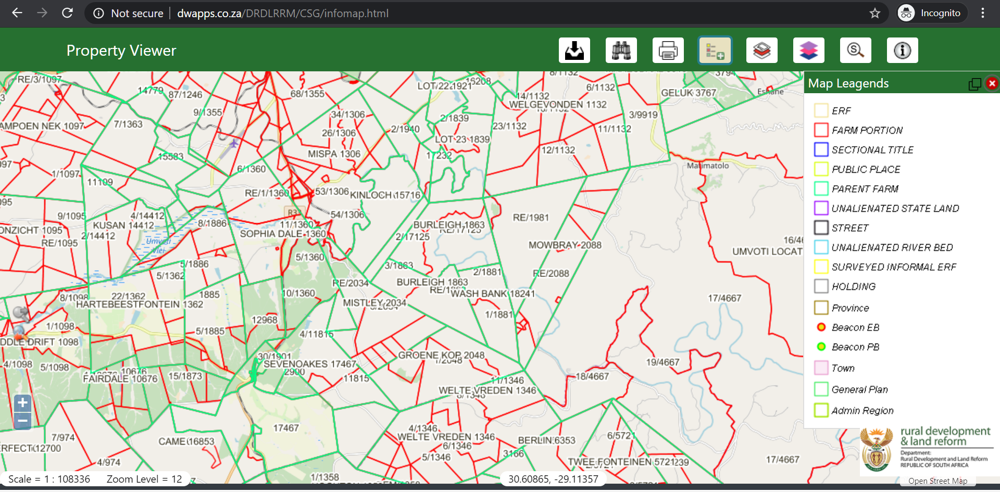 Not secure | dwapps.co.za/DRDLRRM/CSG/infomap.html
Incognito
Property Viewer
Map Leagends
ERF
FARM PORTION
SECTIONAL TITLE
PUBLIC PLACE
PARENT FARM
UNALIENATED STATE LAND
STREET
UNALIENATED RIVER BED
SURVEYED INFORMAL ERF
HOLDING
Province
Beacon EB
Beacon PB
Town
General Plan
Admin Region
RE/3/1097
14779
87/1246
68/1355
LOT 22 1921
16208
8/1132
6/1132
3794
GELUK 3767
Eshane
14/1132
WELGEVONDEN 1132
9/1355
34/1306
2/1839
3/9919
AMPOEN NEK 1097
7/1363
26/1306
2/1940
23/1132
11/1132
LOT 23 1839
15583
MISPA 1306
17232
12/1132
1/1097
6/1360
Matimatolo
11109
RE/1/1360
53/1306
KINLOCH 15716
9/1095
4/14412
R33
54/1306
RE/1981
ONZICHT 1095
KUSAN 14412
8/1886
11/1360
BURLEIGH 1863
RE/17125
2/14412
SOPHIA DALE 1360
2/17125
RE/1095
Umvoti
Vlei
MOWBRAY 2088
UMVOTI LOCAT
5/1886
5/1360
3/1863
5/1362
2/1881
RE/2088
RE/2034
BURLEIGH 1863
8/1098
22/1362
1885
10/1360
WASH BANK 18241
17/4667
HARTEBEESTFONTEIN 1362
MISTLEY 2034
1/1098
12968
1/1881
5/1885
4/11815
DDLE DRIFT 1098
4/1098
5/1098
30/1901
GROENE KOP 2048
1/2048
19/4667
SEVENOAKES 17467
10676
2900
FAIRDALE 10676
15/1873
11815
11/1346
18/4667
WELTE VREDEN 1346
17467
4/1346
7/974
CAME 16853
WELTE VREDEN 1346
BERLIN 6353
6/5721
RFECT 12700
6/1346
4/974
5/1346
3166
TWEE FONTEINEN 5721
17/4667
1/1358
+
−
Scale = 1 : 108336
Zoom Level = 12
30.60865, -29.11357
rural development
& land reform
Department:
Rural Development and Land Reform
REPUBLIC OF SOUTH AFRICA
Open Street Map